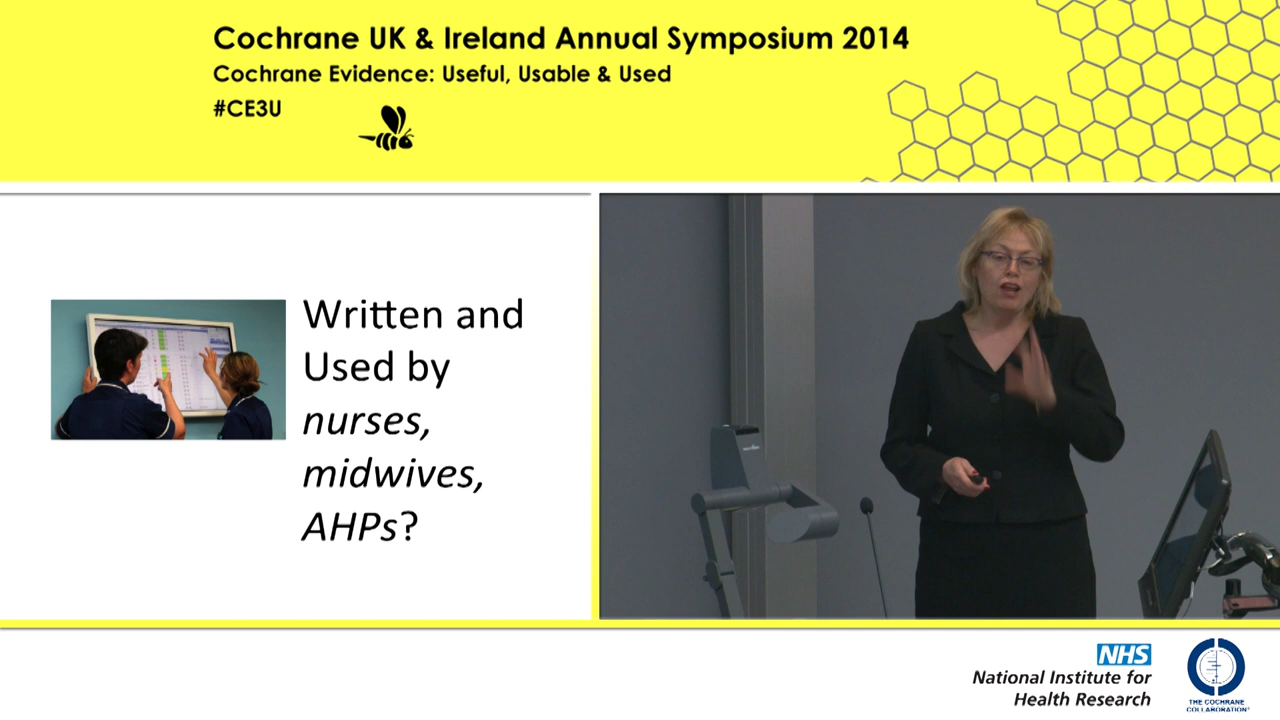 Cochrane UK & Ireland Annual Symposium 2014
Cochrane Evidence: Useful, Usable & Used
#CE3U
Written and
Used by
nurses,
midwives,
AHPs?
NHS
National Institute for
Health Research
THE COCHRANE
COLLABORATION®